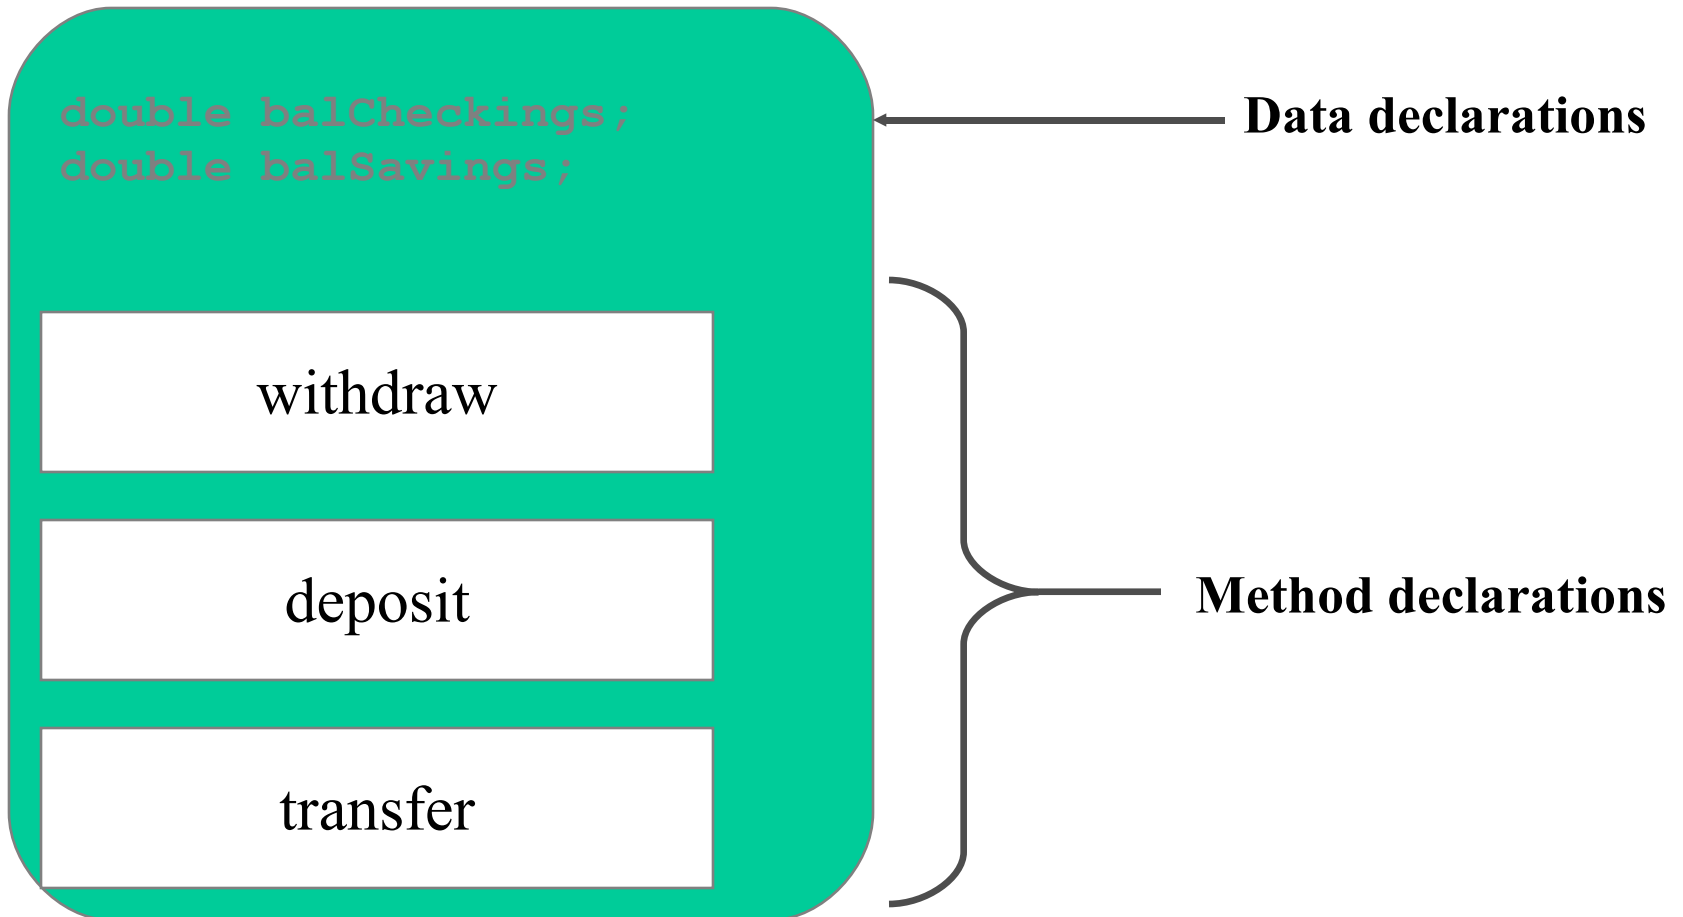 double balCheckings;
double balSavings;
Data declarations
withdraw
deposit
transfer
Method declarations